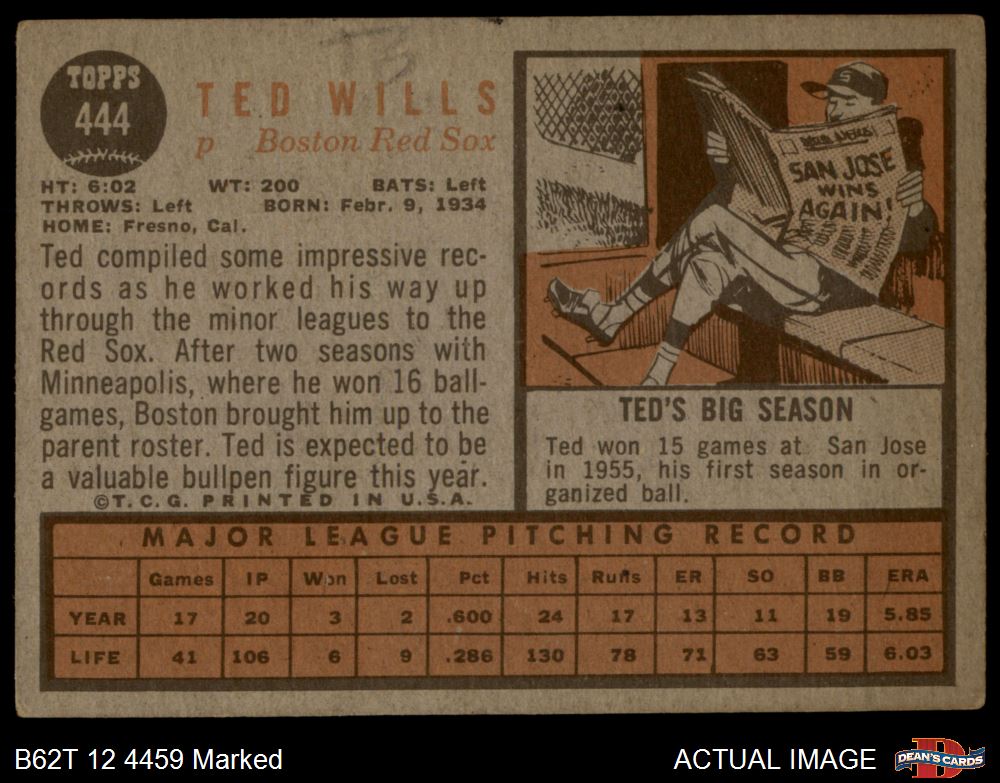 TB
TOPPS
444
TED WILLS
p Boston Red Sox
HT: 6:02 WT: 200 BATS: Left
THROWS: Left BORN: Febr. 9, 1934
HOME: Fresno, Cal.
Ted compiled some impressive rec-
ords as he worked his way up
through the minor leagues to the
Red Sox. After two seasons with
Minneapolis, where he won 16 ball-
games, Boston brought him up to the
parent roster. Ted is expected to be
a valuable bullpen figure this year.
©T.C.G. PRINTED IN U.S.A.
S
SAN JOSE
WINS
AGAIN!
TED'S BIG SEASON
Ted won 15 games at San Jose
in 1955, his first season in or-
ganized ball.
MAJOR LEAGUE PITCHING RECORD
Games IP Won Lost Pct Hits Runs ER SO BB ERA
YEAR 17 20 3 2 .600 24 17 13 11 19 5.85
LIFE 41 106 6 9 .286 130 78 71 63 59 6.03
B62T 12 4459 Marked
ACTUAL IMAGE
D
DEAN'S CARDS